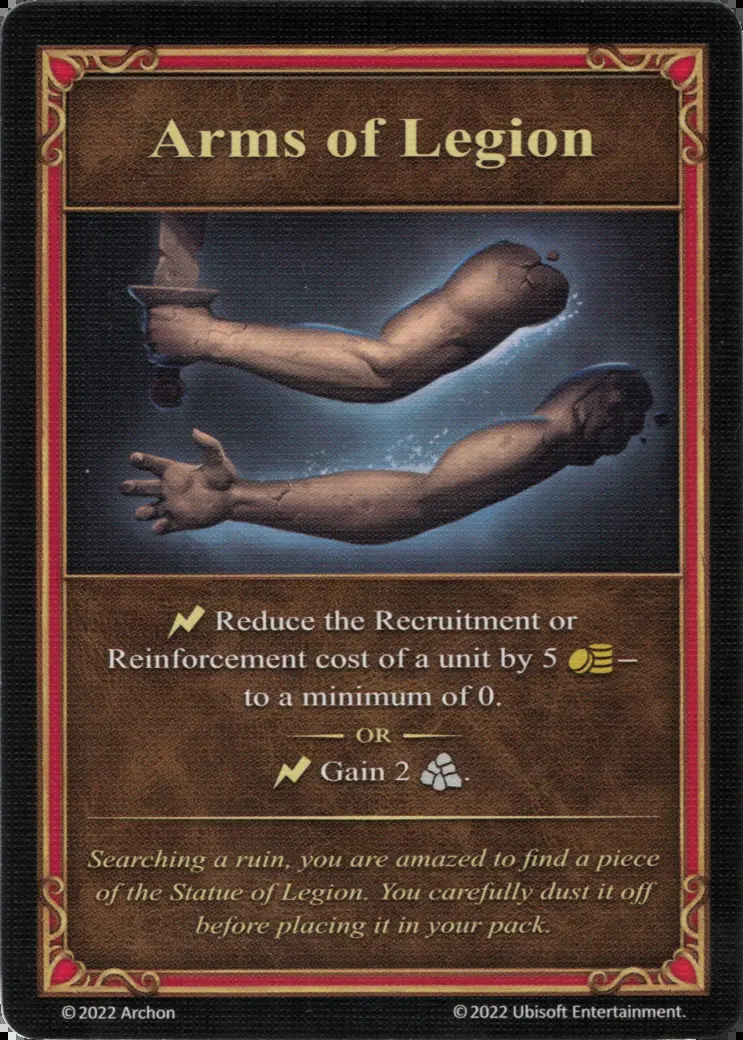 Arms of Legion
Reduce the Recruitment or
Reinforcement cost of a unit by 5 –
to a minimum of 0.
OR
Gain 2 .
Searching a ruin, you are amazed to find a piece
of the Statue of Legion. You carefully dust it off
before placing it in your pack.
©2022 Archon
©2022 Ubisoft Entertainment.